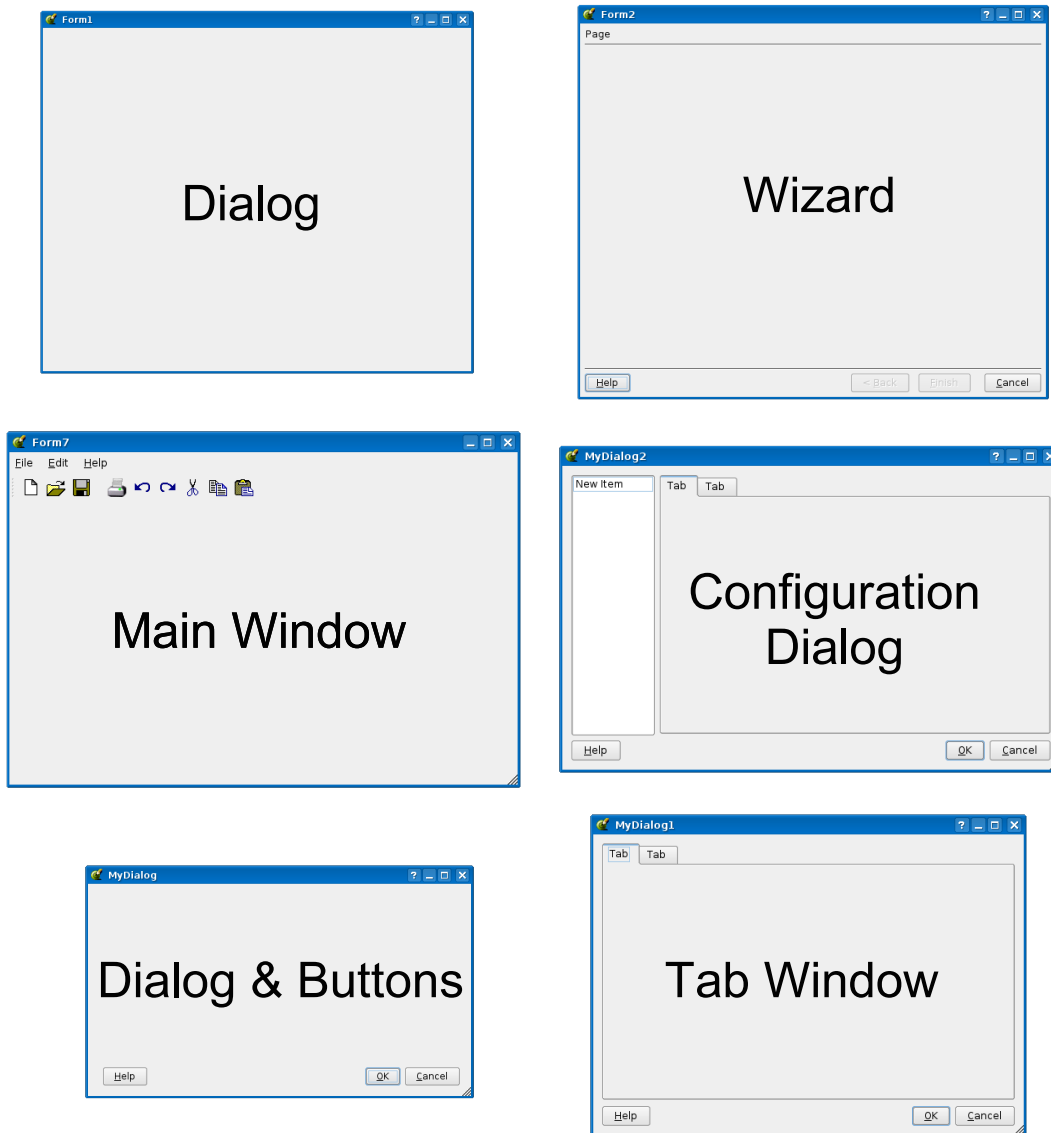 Form1
Dialog
Form2
Page
Wizard
Help
< Back
Finish
Cancel
Form7
File Edit Help
Main Window
MyDialog2
New Item
Tab Tab
Configuration
Dialog
Help
OK Cancel
MyDialog
Dialog & Buttons
Help
OK Cancel
MyDialog1
Tab Tab
Tab Window
Help
OK Cancel